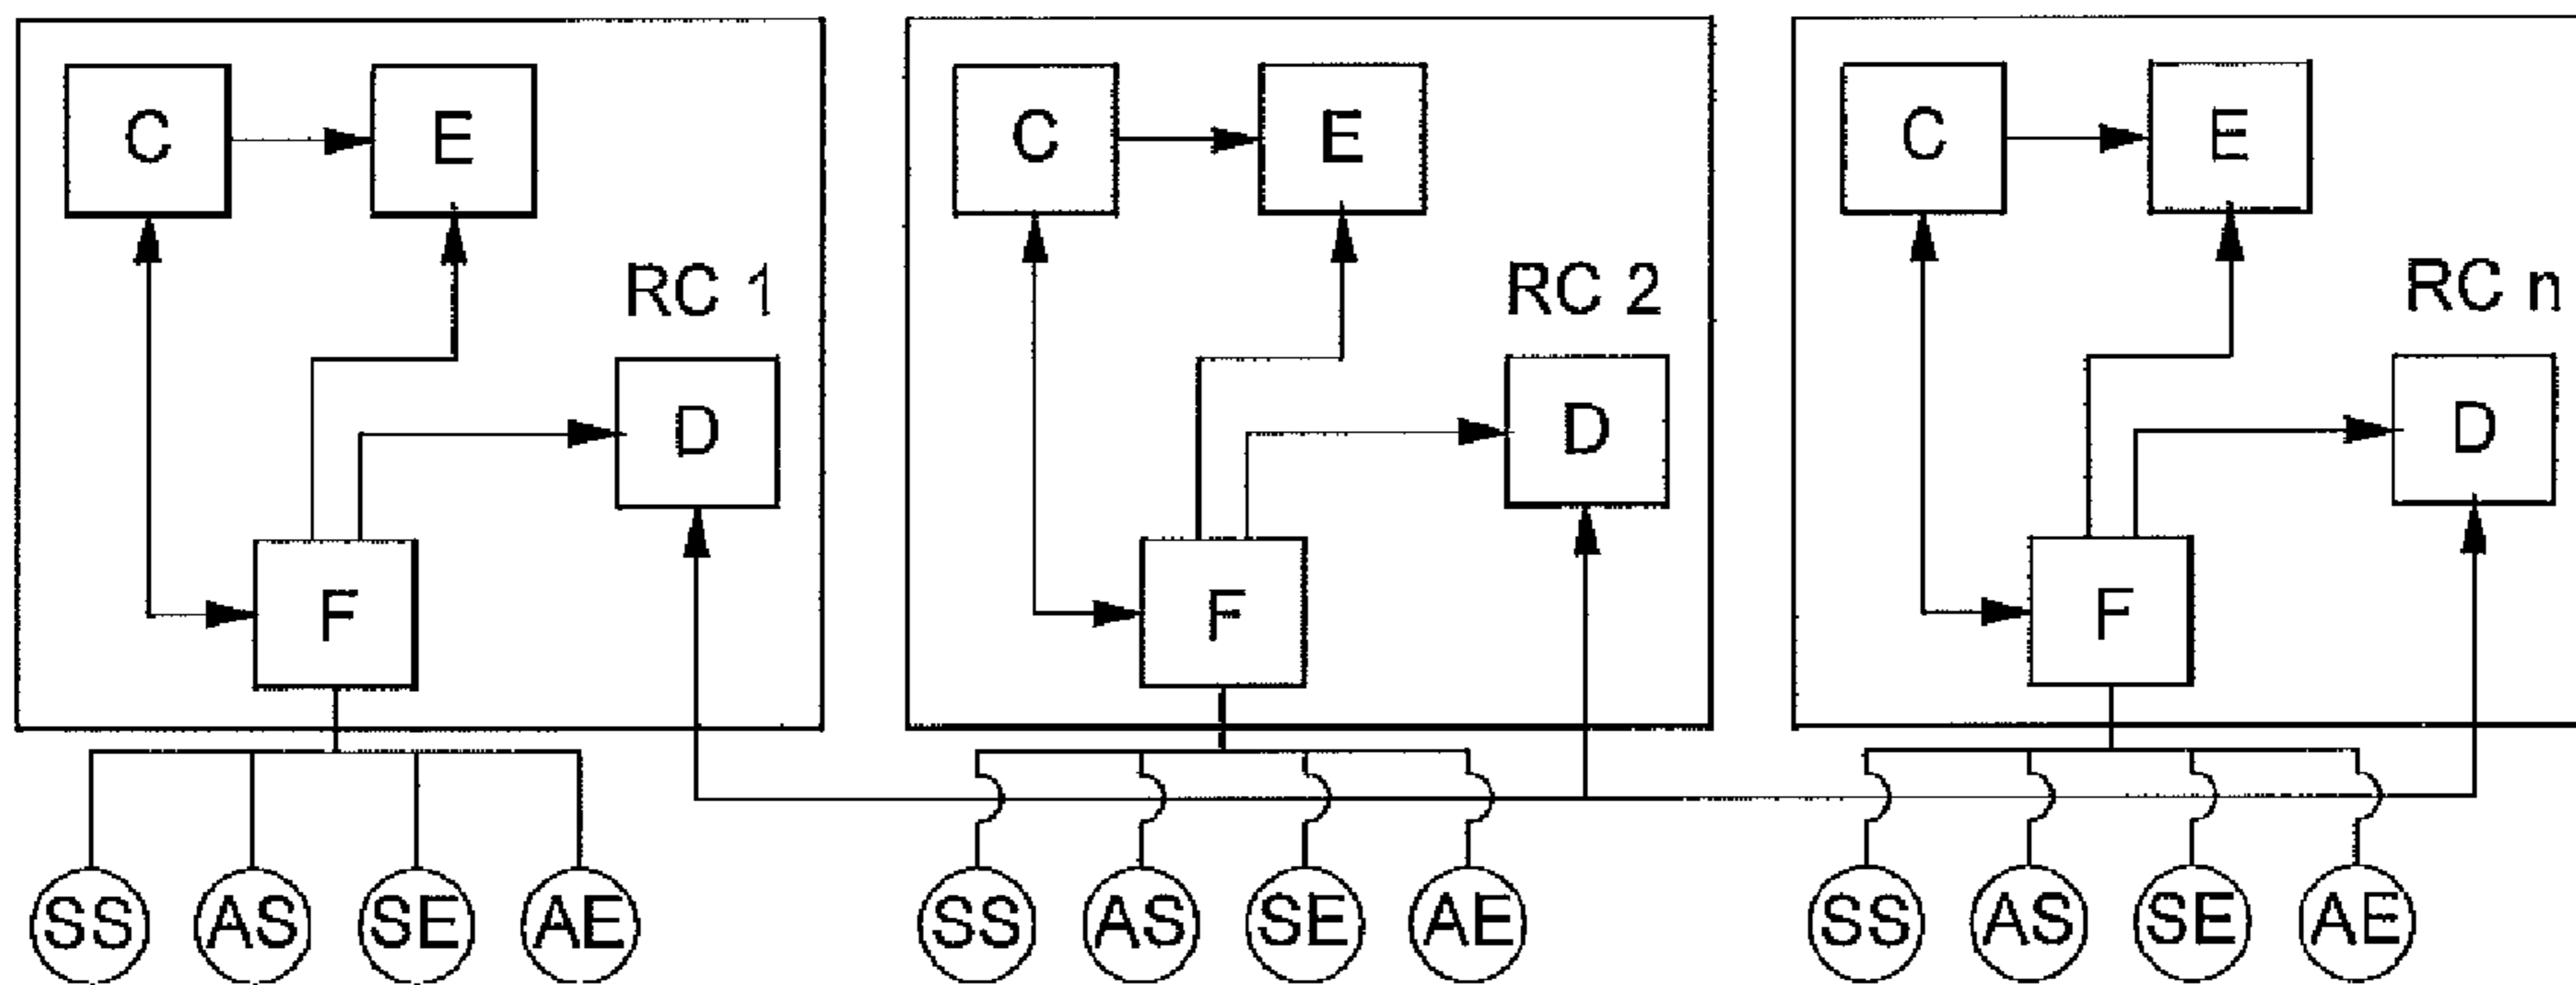 C E C E C E
RC 1 RC 2 RC n
D D D
F F F
SS AS SE AE SS AS SE AE SS AS SE AE